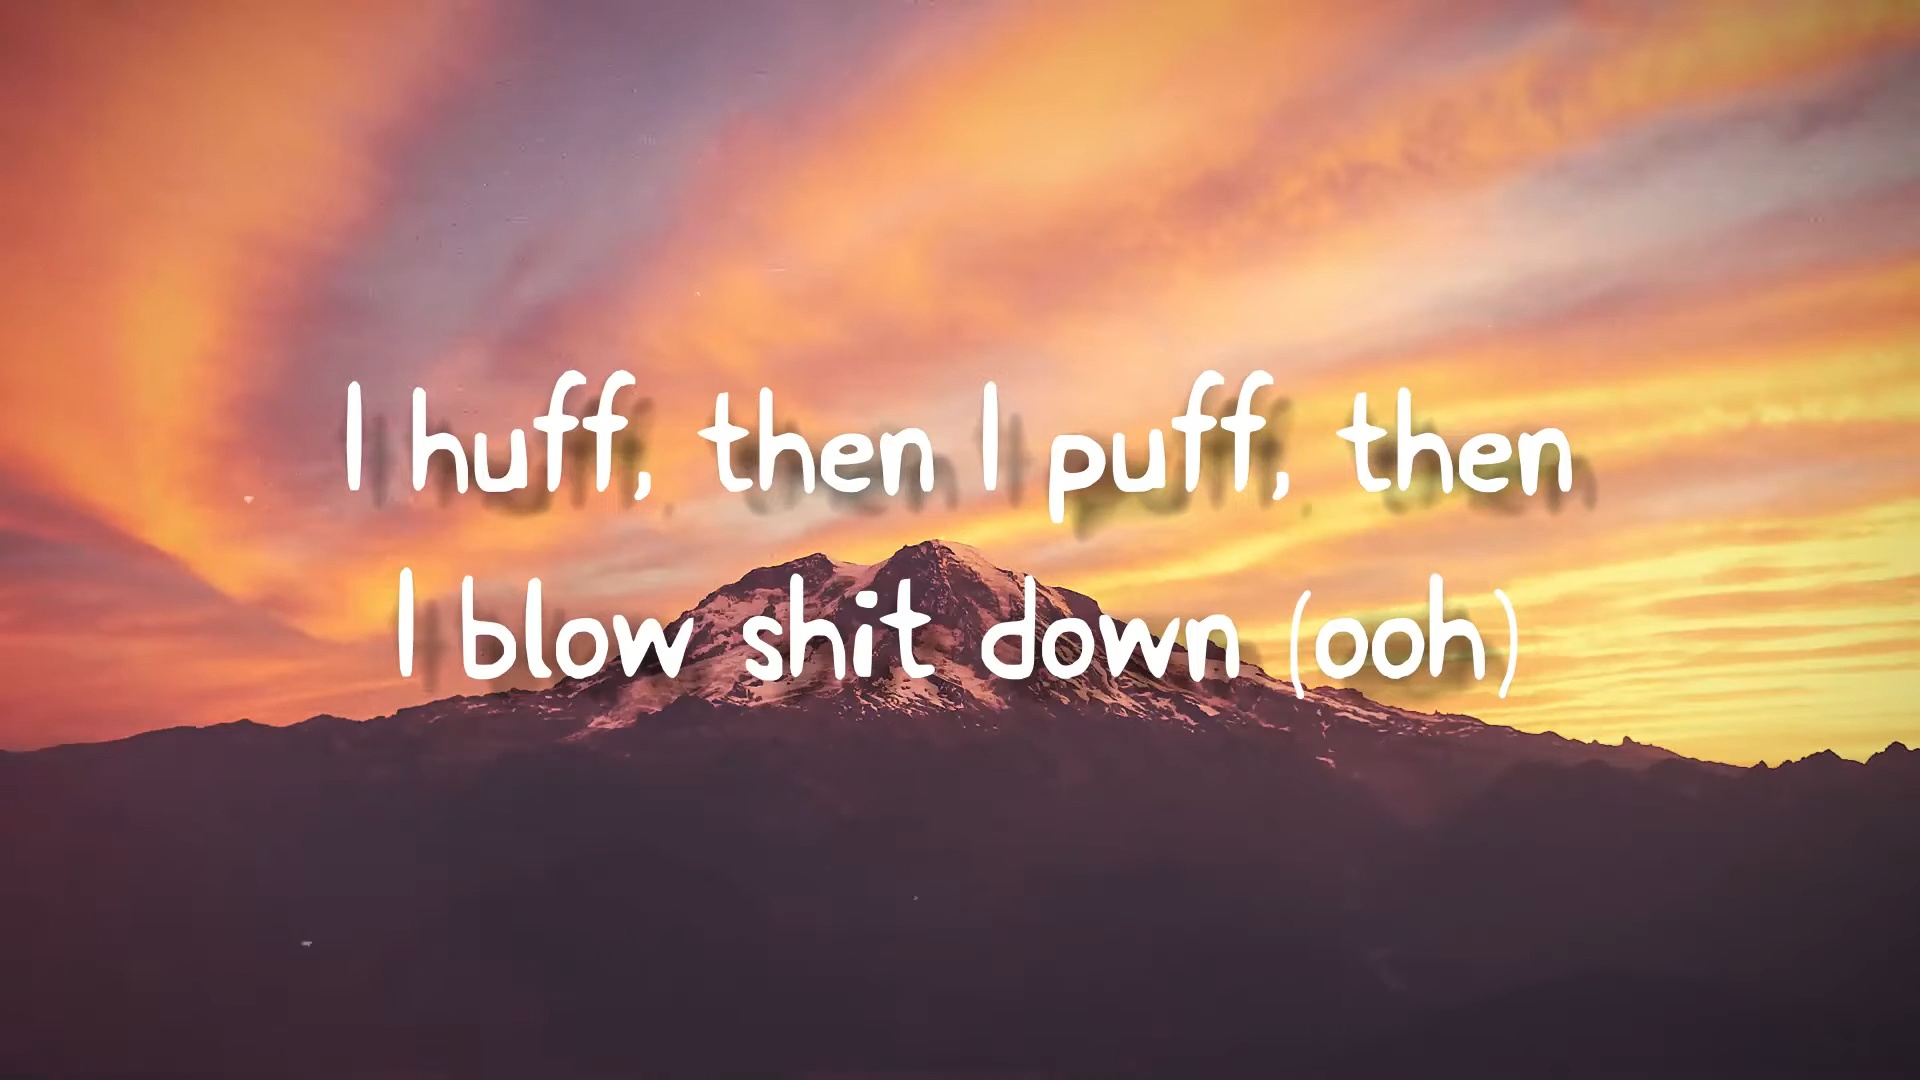 I huff, then I puff, then
I blow shit down (ooh)